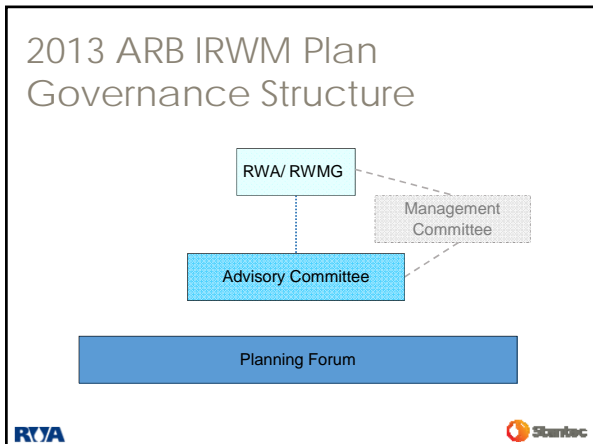 2013 ARB IRWM Plan
Governance Structure
RWA/ RWMG
Management
Committee
Advisory Committee
Planning Forum
RWA
Stantec